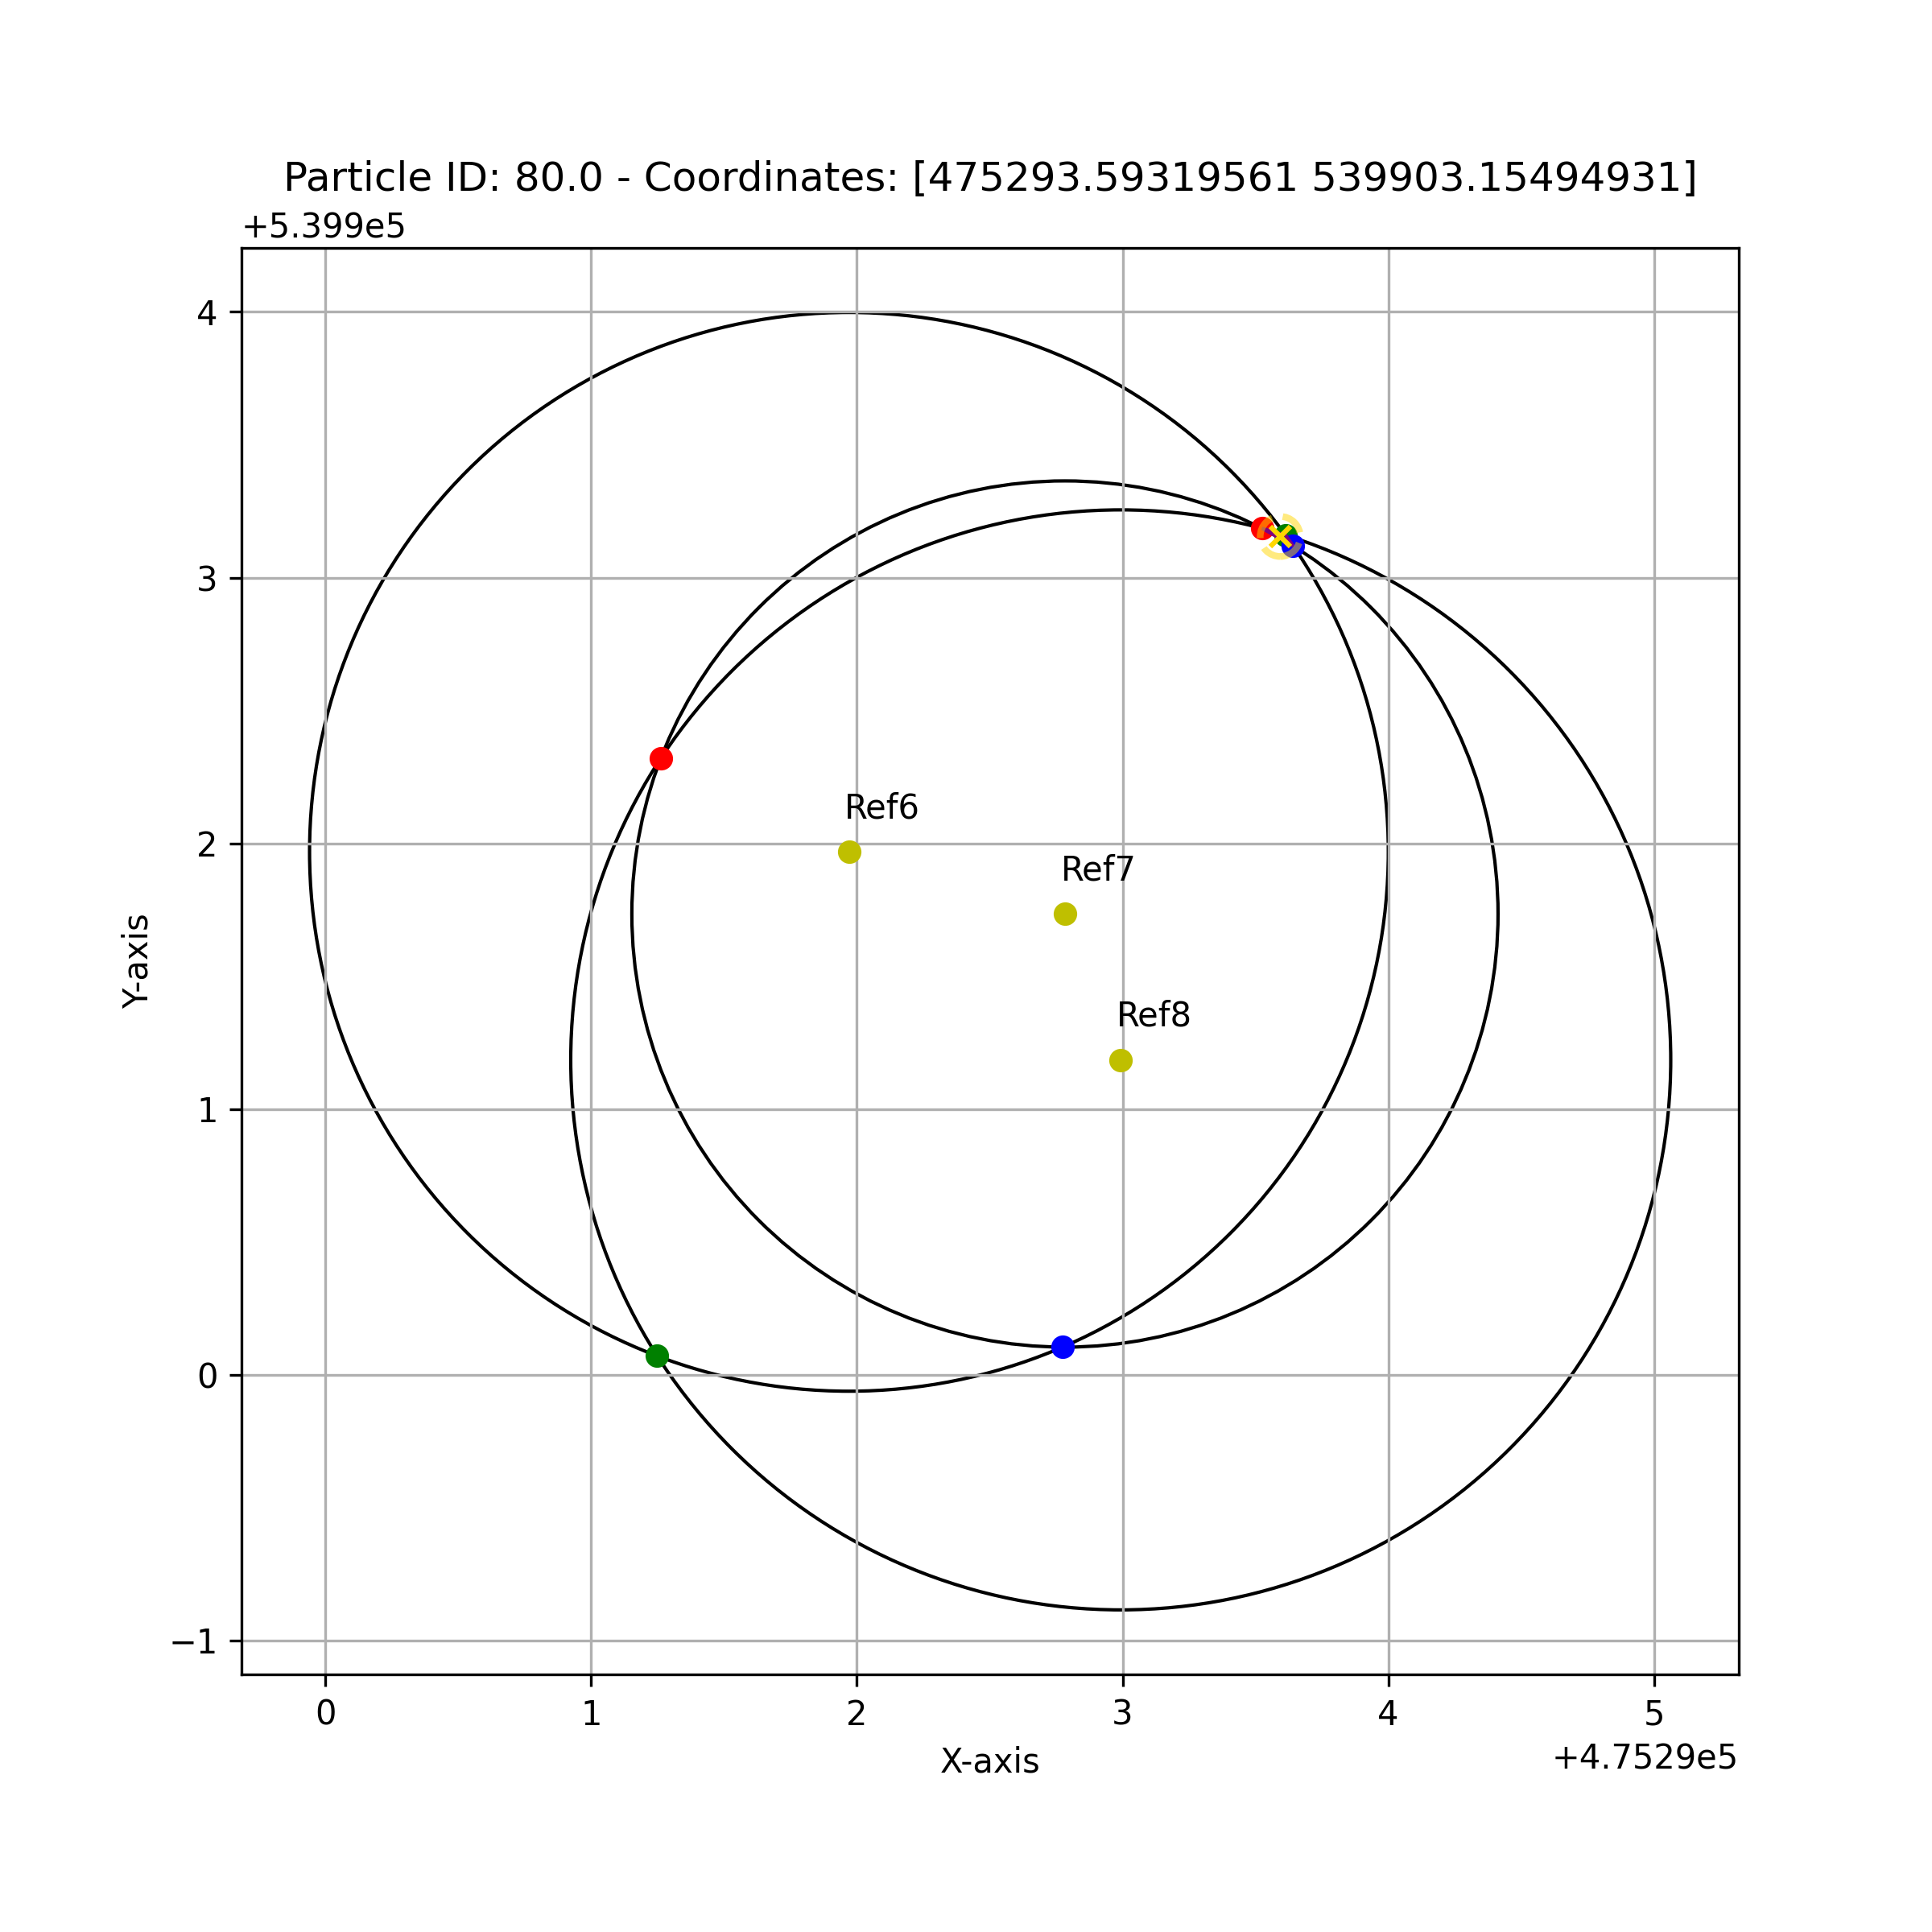 Particle ID: 80.0 - Coordinates: [475293.59319561 539903.15494931]
+5.399e5
4
3
2
1
0
−1
Y-axis
Ref6
Ref7
Ref8
0 1 2 3 4 5
X-axis
+4.7529e5